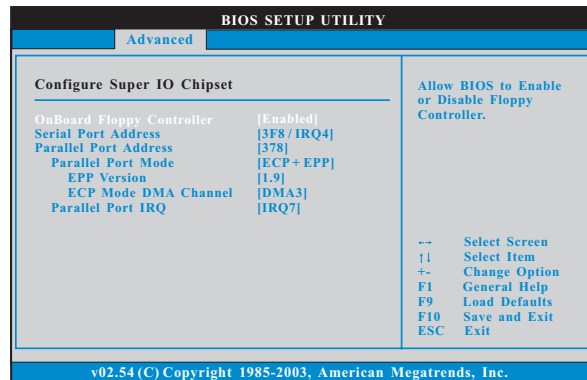 BIOS SETUP UTILITY
Advanced
Configure Super IO Chipset
OnBoard Floppy Controller [Enabled]
Serial Port Address [3F8 / IRQ4]
Parallel Port Address [378]
Parallel Port Mode [ECP + EPP]
EPP Version [1.9]
ECP Mode DMA Channel [DMA3]
Parallel Port IRQ [IRQ7]
Allow BIOS to Enable
or Disable Floppy
Controller.
←→ Select Screen
↑↓ Select Item
+- Change Option
F1 General Help
F9 Load Defaults
F10 Save and Exit
ESC Exit
v02.54 (C) Copyright 1985-2003, American Megatrends, Inc.